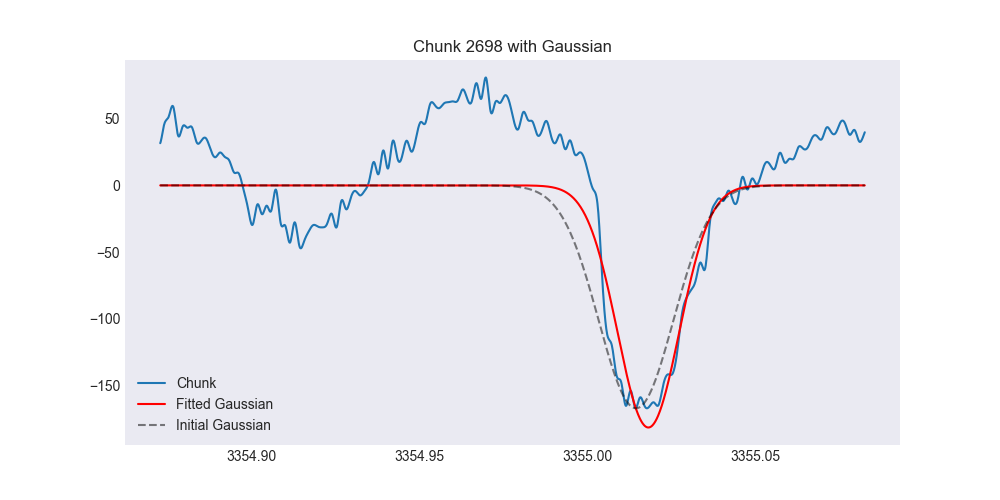 Chunk 2698 with Gaussian
50
0
−50
−100
−150
Chunk
Fitted Gaussian
Initial Gaussian
3354.90 3354.95 3355.00 3355.05